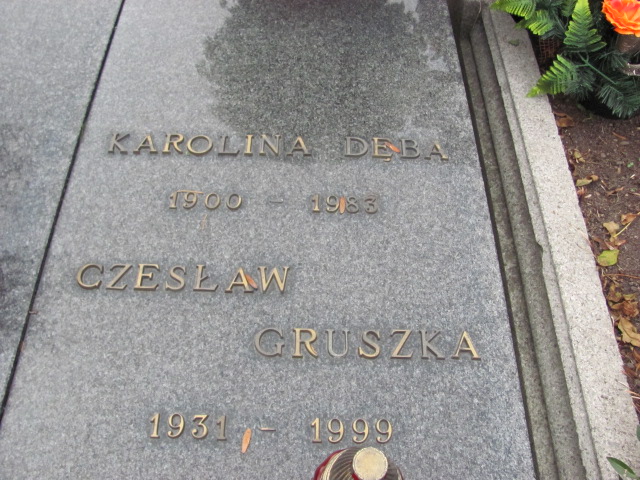 KAROLINA DĘBA
1900 - 1983
CZESŁAW
GRUSZKA
1931 - 1999